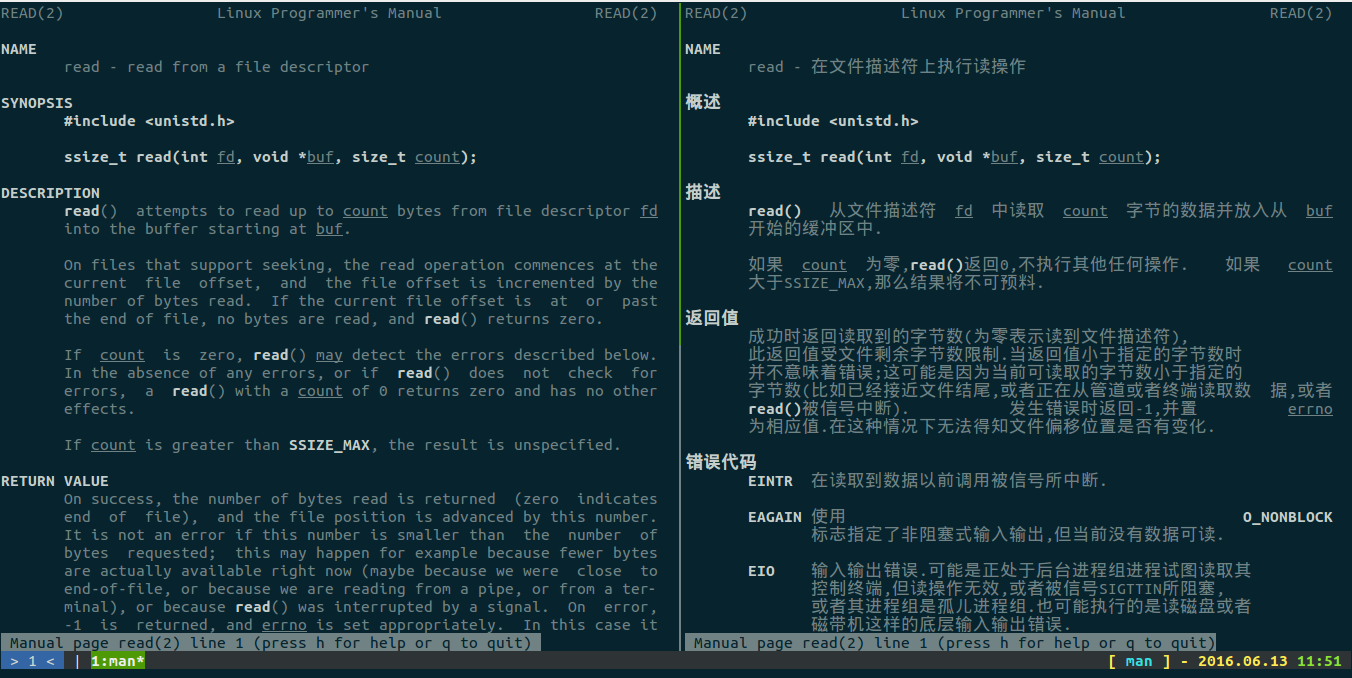 READ(2) Linux Programmer's Manual READ(2)
NAME
read - read from a file descriptor
SYNOPSIS
#include <unistd.h>
ssize_t read(int fd, void *buf, size_t count);
DESCRIPTION
read() attempts to read up to count bytes from file descriptor fd
into the buffer starting at buf.
On files that support seeking, the read operation commences at the
current file offset, and the file offset is incremented by the
number of bytes read. If the current file offset is at or past
the end of file, no bytes are read, and read() returns zero.
If count is zero, read() may detect the errors described below.
In the absence of any errors, or if read() does not check for
errors, a read() with a count of 0 returns zero and has no other
effects.
If count is greater than SSIZE_MAX, the result is unspecified.
RETURN VALUE
On success, the number of bytes read is returned (zero indicates
end of file), and the file position is advanced by this number.
It is not an error if this number is smaller than the number of
bytes requested; this may happen for example because fewer bytes
are actually available right now (maybe because we were close to
end-of-file, or because we are reading from a pipe, or from a ter-
minal), or because read() was interrupted by a signal. On error,
-1 is returned, and errno is set appropriately. In this case it
Manual page read(2) line 1 (press h for help or q to quit)
READ(2) Linux Programmer's Manual READ(2)
NAME
read - 在文件描述符上执行读操作
概述
#include <unistd.h>
ssize_t read(int fd, void *buf, size_t count);
描述
read() 从文件描述符 fd 中读取 count 字节的数据并放入从 buf
开始的缓冲区中.
如果 count 为零,read()返回0,不执行其他任何操作. 如果 count
大于SSIZE_MAX,那么结果将不可预料.
返回值
成功时返回读取到的字节数(为零表示读到文件描述符),
此返回值受文件剩余字节数限制.当返回值小于指定的字节数时
并不意味着错误;这可能是因为当前可读取的字节数小于指定的
字节数(比如已经接近文件结尾,或者正在从管道或者终端读取数 据,或者
read()被信号中断). 发生错误时返回-1,并置 errno
为相应值.在这种情况下无法得知文件偏移位置是否有变化.
错误代码
EINTR 在读取到数据以前调用被信号所中断.
EAGAIN 使用 O_NONBLOCK
标志指定了非阻塞式输入输出,但当前没有数据可读.
EIO 输入输出错误.可能是正处于后台进程组进程试图读取其
控制终端,但读操作无效,或者被信号SIGTTIN所阻塞,
或者其进程组是孤儿进程组.也可能执行的是读磁盘或者
磁带机这样的底层输入输出错误.
Manual page read(2) line 1 (press h for help or q to quit)
> 1 < | 1:man* [ man ] - 2016.06.13 11:51